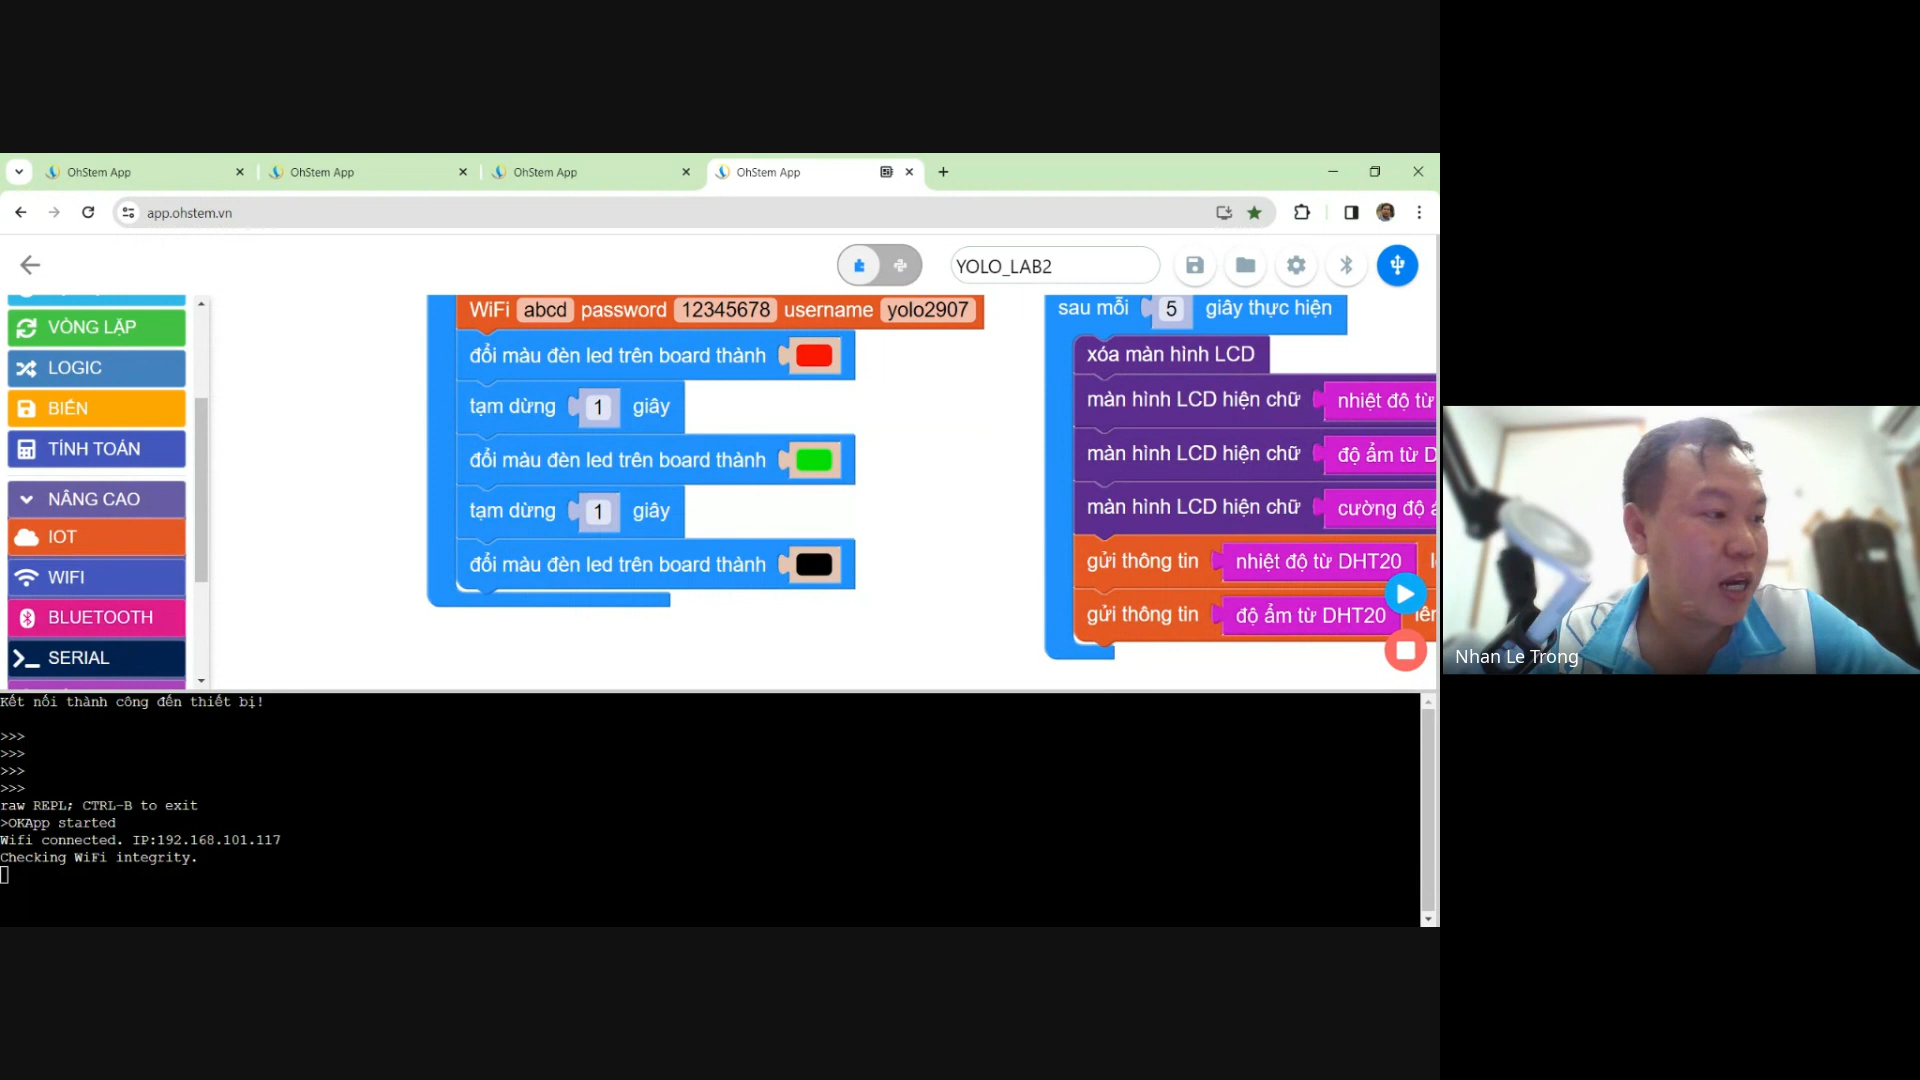 OhStem App
OhStem App
OhStem App
OhStem App
app.ohstem.vn
YOLO_LAB2
VÒNG LẶP
LOGIC
BIẾN
TÍNH TOÁN
NÂNG CAO
IOT
WIFI
BLUETOOTH
SERIAL
WiFi abcd password 12345678 username yolo2907
đổi màu đèn led trên board thành
tạm dừng 1 giây
đổi màu đèn led trên board thành
tạm dừng 1 giây
đổi màu đèn led trên board thành
sau mỗi 5 giây thực hiện
xóa màn hình LCD
màn hình LCD hiện chữ nhiệt độ từ
màn hình LCD hiện chữ độ ẩm từ D
màn hình LCD hiện chữ cường độ
gửi thông tin nhiệt độ từ DHT20
gửi thông tin độ ẩm từ DHT20 lên
Kết nối thành công đến thiết bị!
>>>
>>>
>>>
>>>
raw REPL; CTRL-B to exit
>OKApp started
Wifi connected. IP:192.168.101.117
Checking WiFi integrity.
Nhan Le Trong